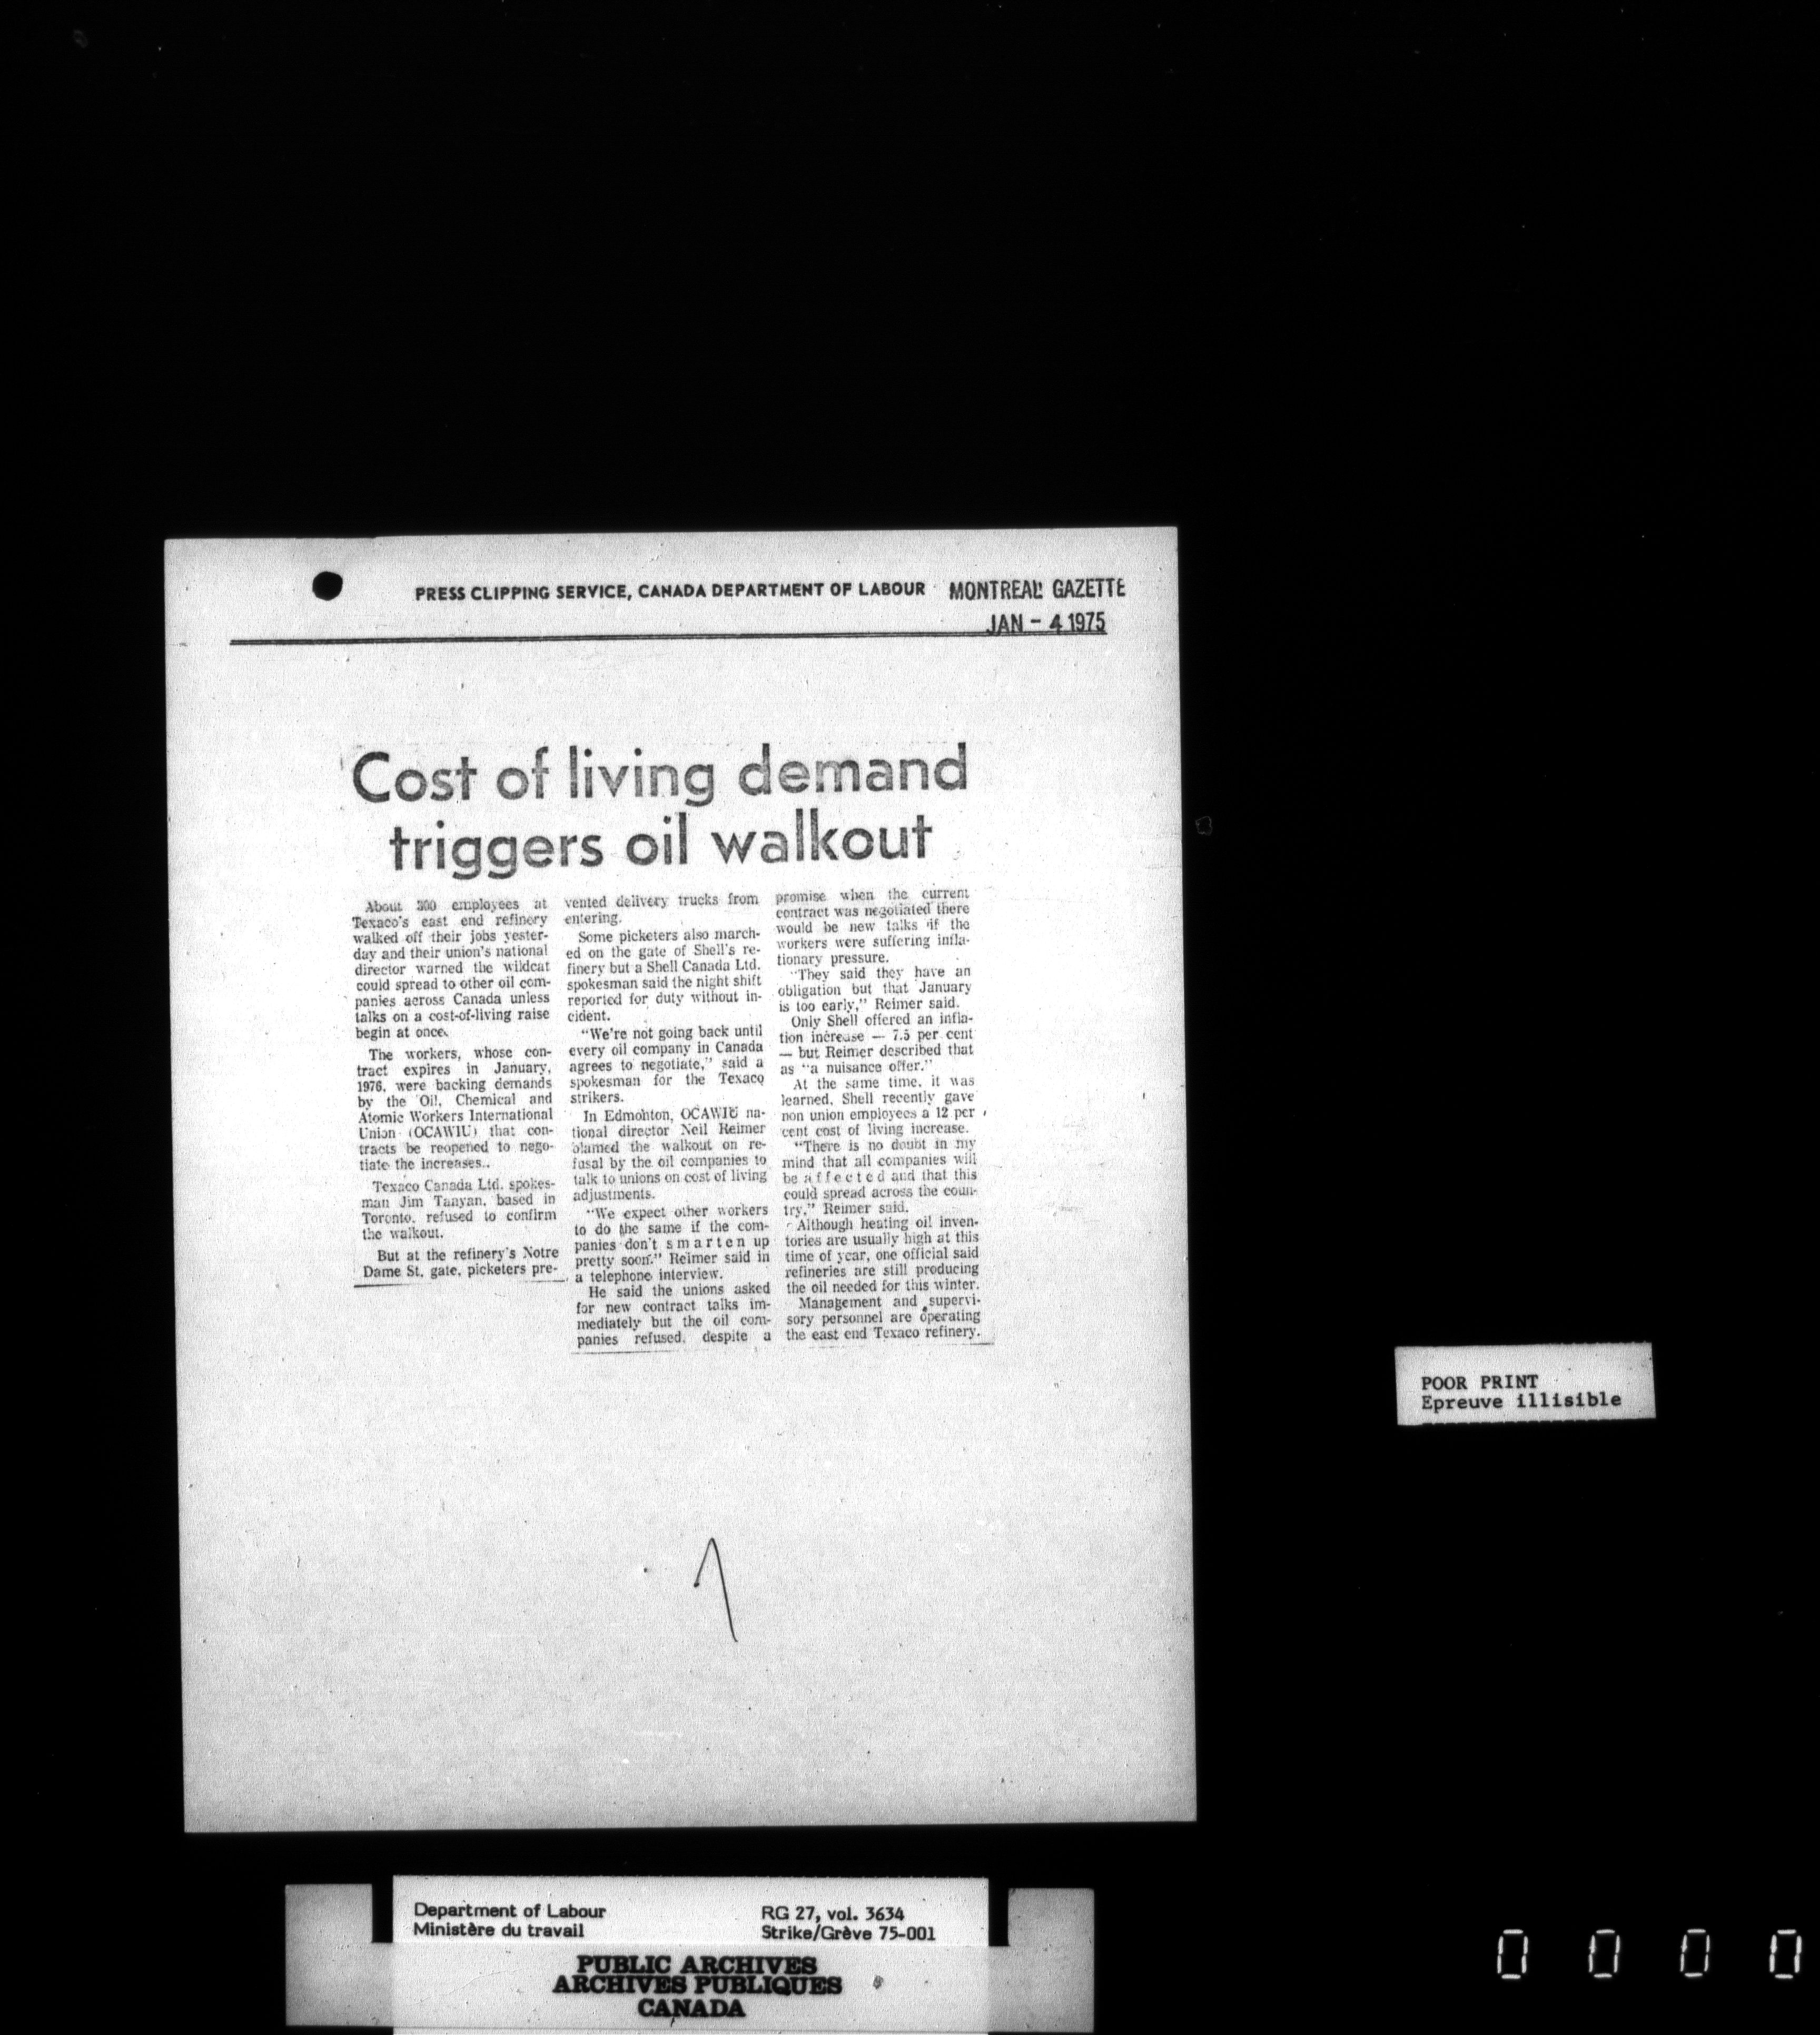 PRESS CLIPPING SERVICE, CANADA DEPARTMENT OF LABOUR MONTREAL GAZETTE
JAN - 4 1975
Cost of living demand
triggers oil walkout
About 300 employees at
Texaco's east end refinery
walked off their jobs yester-
day and their union's national
director warned the wildcat
could spread to other oil com-
panies across Canada unless
talks on a cost-of-living raise
begin at once.
The workers, whose con-
tract expires in January,
1976, were backing demands
by the Oil, Chemical and
Atomic Workers International
Union (OCAWIU) that con-
tracts be reopened to nego-
tiate the increases.
Texaco Canada Ltd. spokes-
man Jim Tanyan, based in
Toronto, refused to confirm
the walkout.
But at the refinery's Notre
Dame St. gate, picketers pre-
vented delivery trucks from
entering.
Some picketers also march-
ed on the gate of Shell's re-
finery but a Shell Canada Ltd.
spokesman said the night shift
reported for duty without in-
cident.
"We're not going back until
every oil company in Canada
agrees to negotiate," said a
spokesman for the Texaco
strikers.
In Edmonton, OCAWIU na-
tional director Neil Reimer
blamed the walkout on re-
fusal by the oil companies to
talk to unions on cost of living
adjustments.
"We expect other workers
to do the same if the com-
panies don't smarten up
pretty soon." Reimer said in
a telephone interview.
He said the unions asked
for new contract talks im-
mediately but the oil com-
panies refused, despite a
promise when the current
contract was negotiated there
would be new talks if the
workers were suffering infla-
tionary pressure.
"They said they have an
obligation but that January
is too early," Reimer said.
Only Shell offered an infla-
tion increase — 7.5 per cent
— but Reimer described that
as "a nuisance offer."
At the same time, it was
learned, Shell recently gave
non union employees a 12 per
cent cost of living increase.
"There is no doubt in my
mind that all companies will
be affected and that this
could spread across the coun-
try," Reimer said.
Although heating oil inven-
tories are usually high at this
time of year, one official said
refineries are still producing
the oil needed for this winter.
Management and supervi-
sory personnel are operating
the east end Texaco refinery.
POOR PRINT
Epreuve illisible
1
Department of Labour RG 27, vol. 3634
Ministère du travail Strike/Grève 75-001
PUBLIC ARCHIVES
ARCHIVES PUBLIQUES
CANADA
0 0 0 0